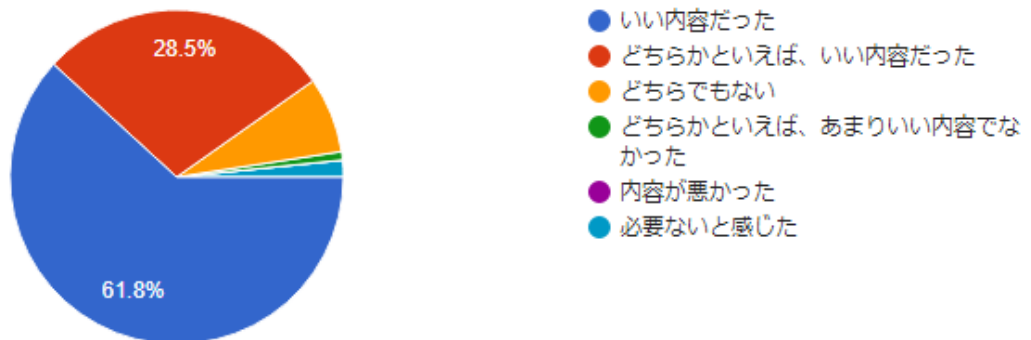 28.5%
61.8%
いい内容だった
どちらかといえば、いい内容だった
どちらでもない
どちらかといえば、あまりいい内容でな
かった
内容が悪かった
必要ないと感じた